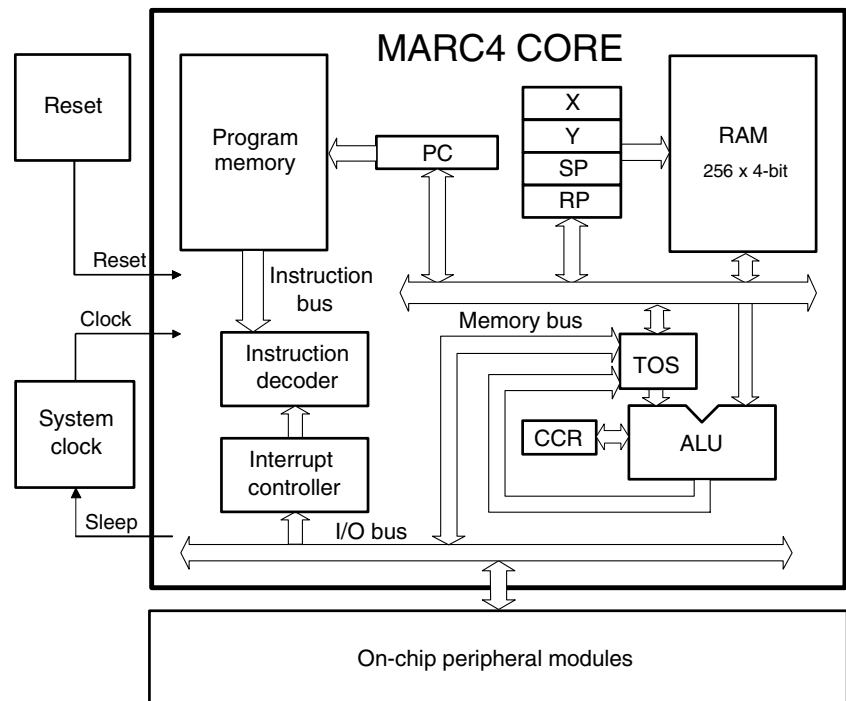 MARC4 CORE
Reset
Program
memory
PC
X
Y
SP
RP
RAM
256 x 4-bit
Reset
Instruction
bus
Clock
Memory bus
Instruction
decoder
TOS
System
clock
CCR
ALU
Interrupt
controller
Sleep
I/O bus
On-chip peripheral modules